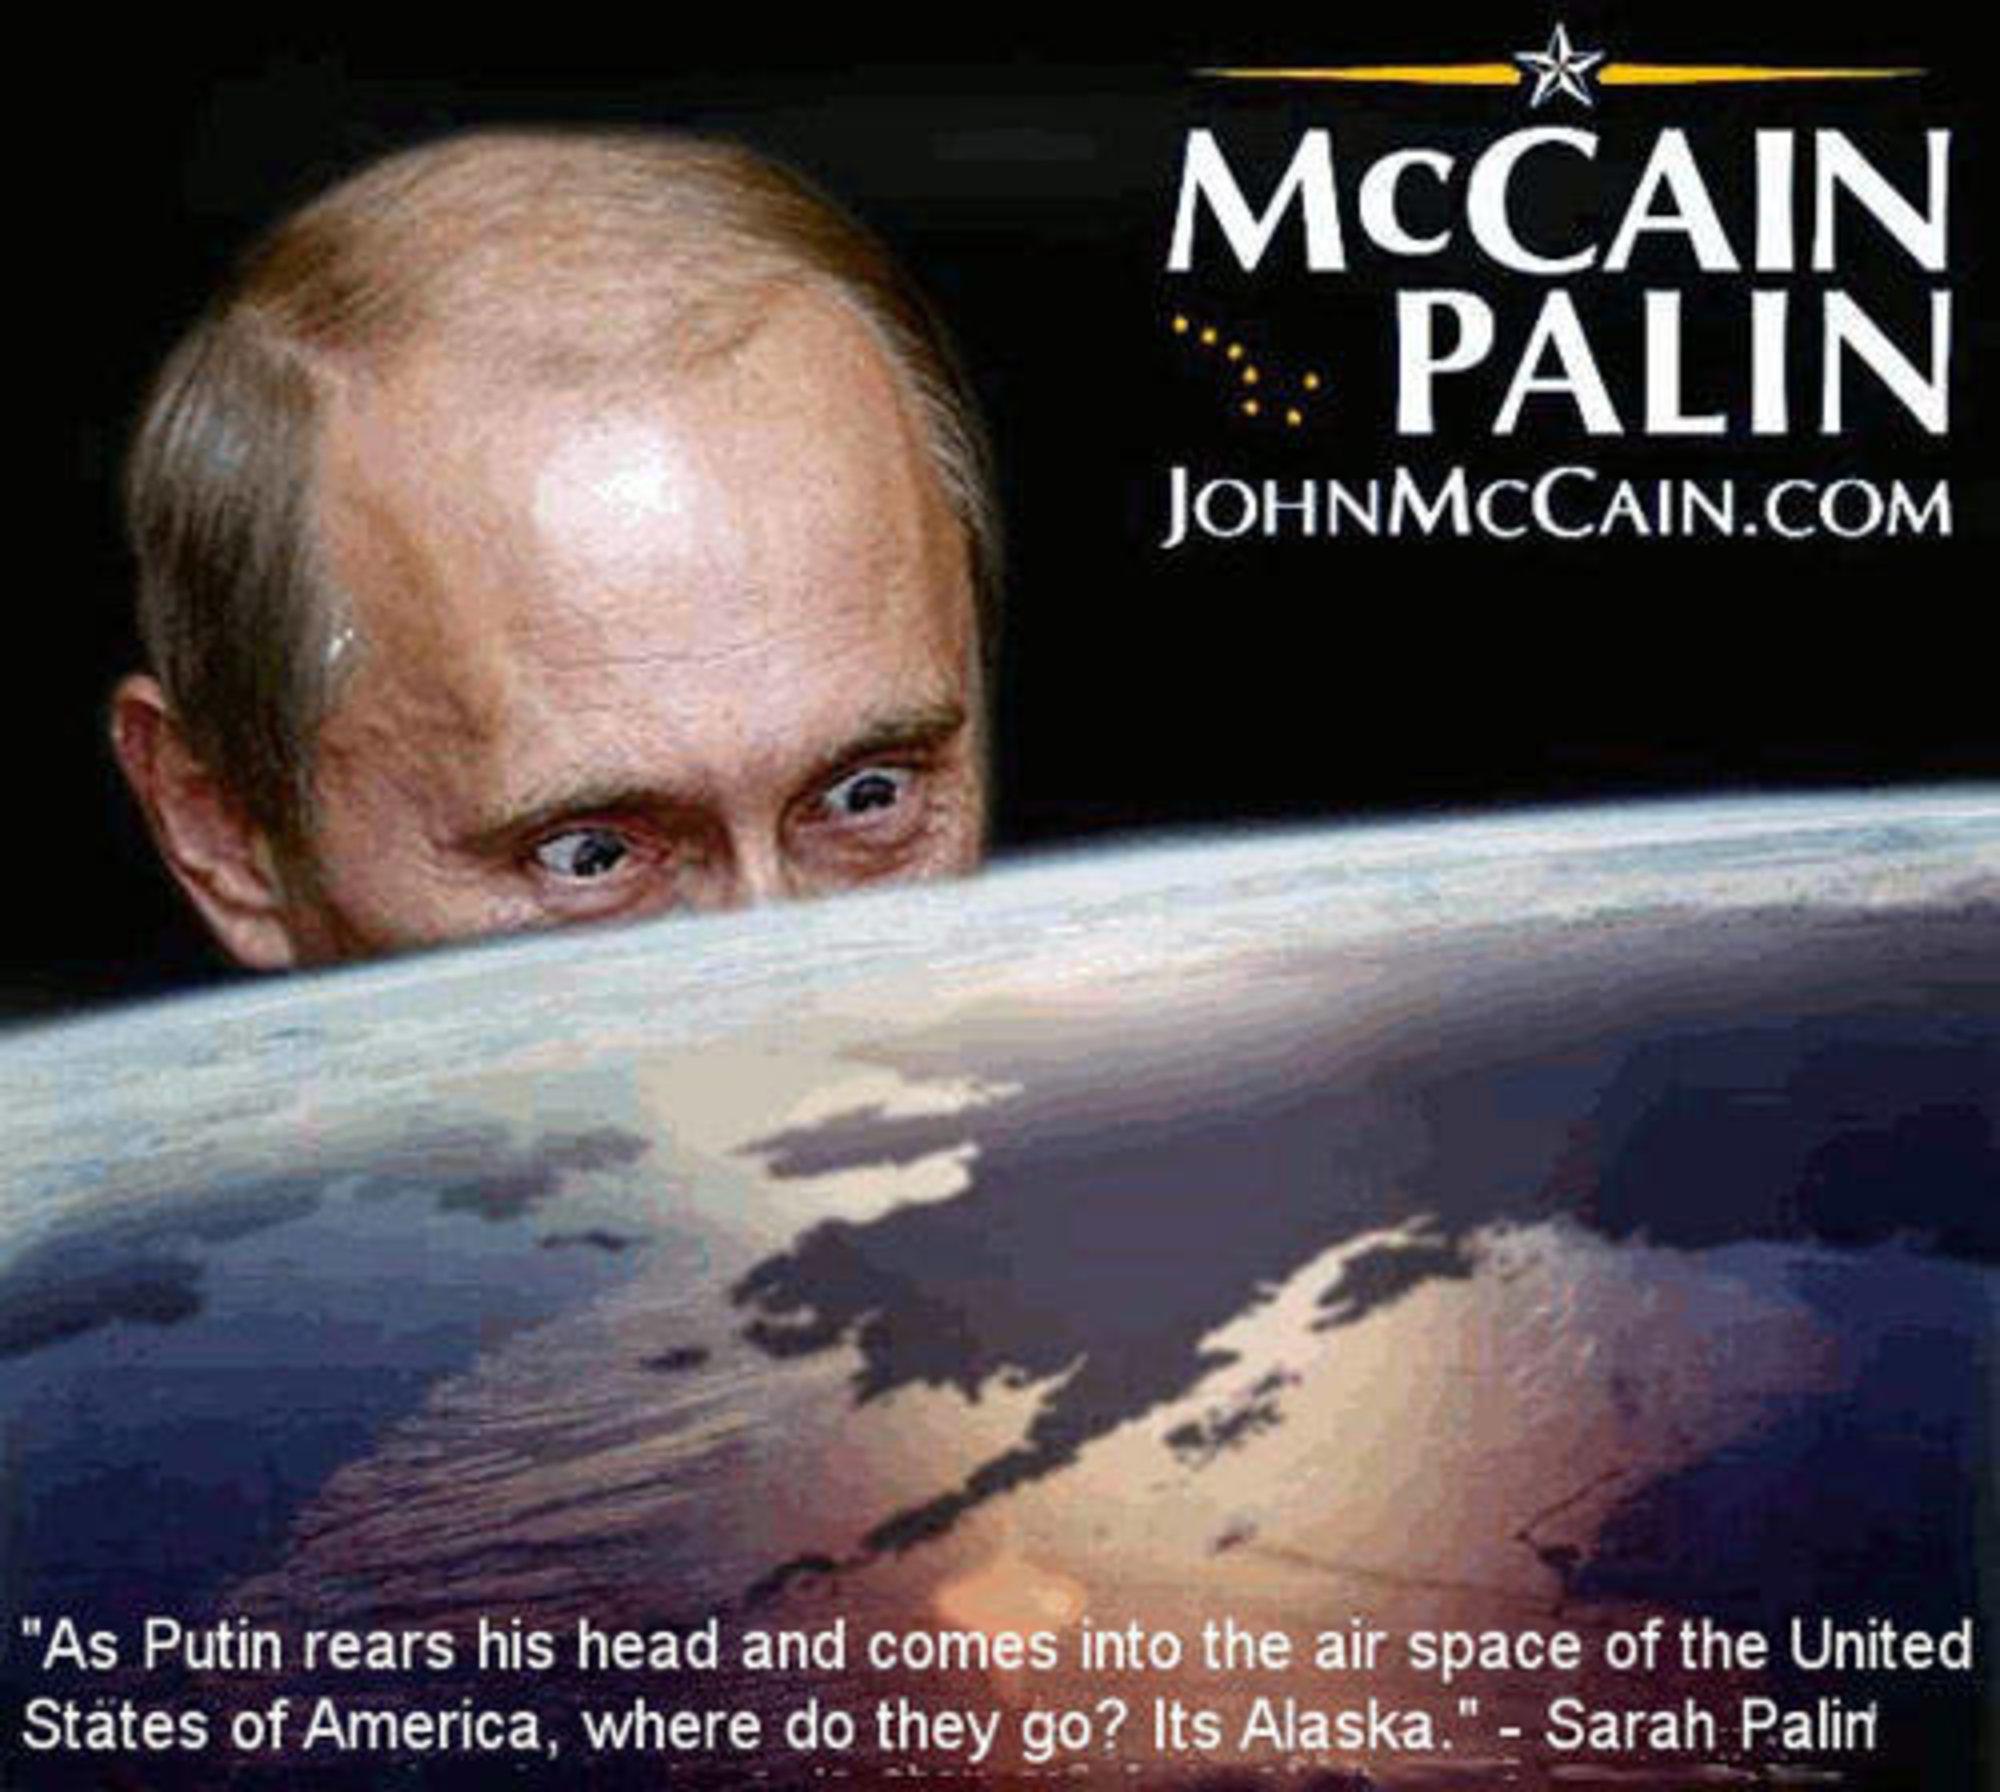 McCAIN
PALIN
JOHNMCCAIN.COM
"As Putin rears his head and comes into the air space of the United
States of America, where do they go? Its Alaska." - Sarah Palin